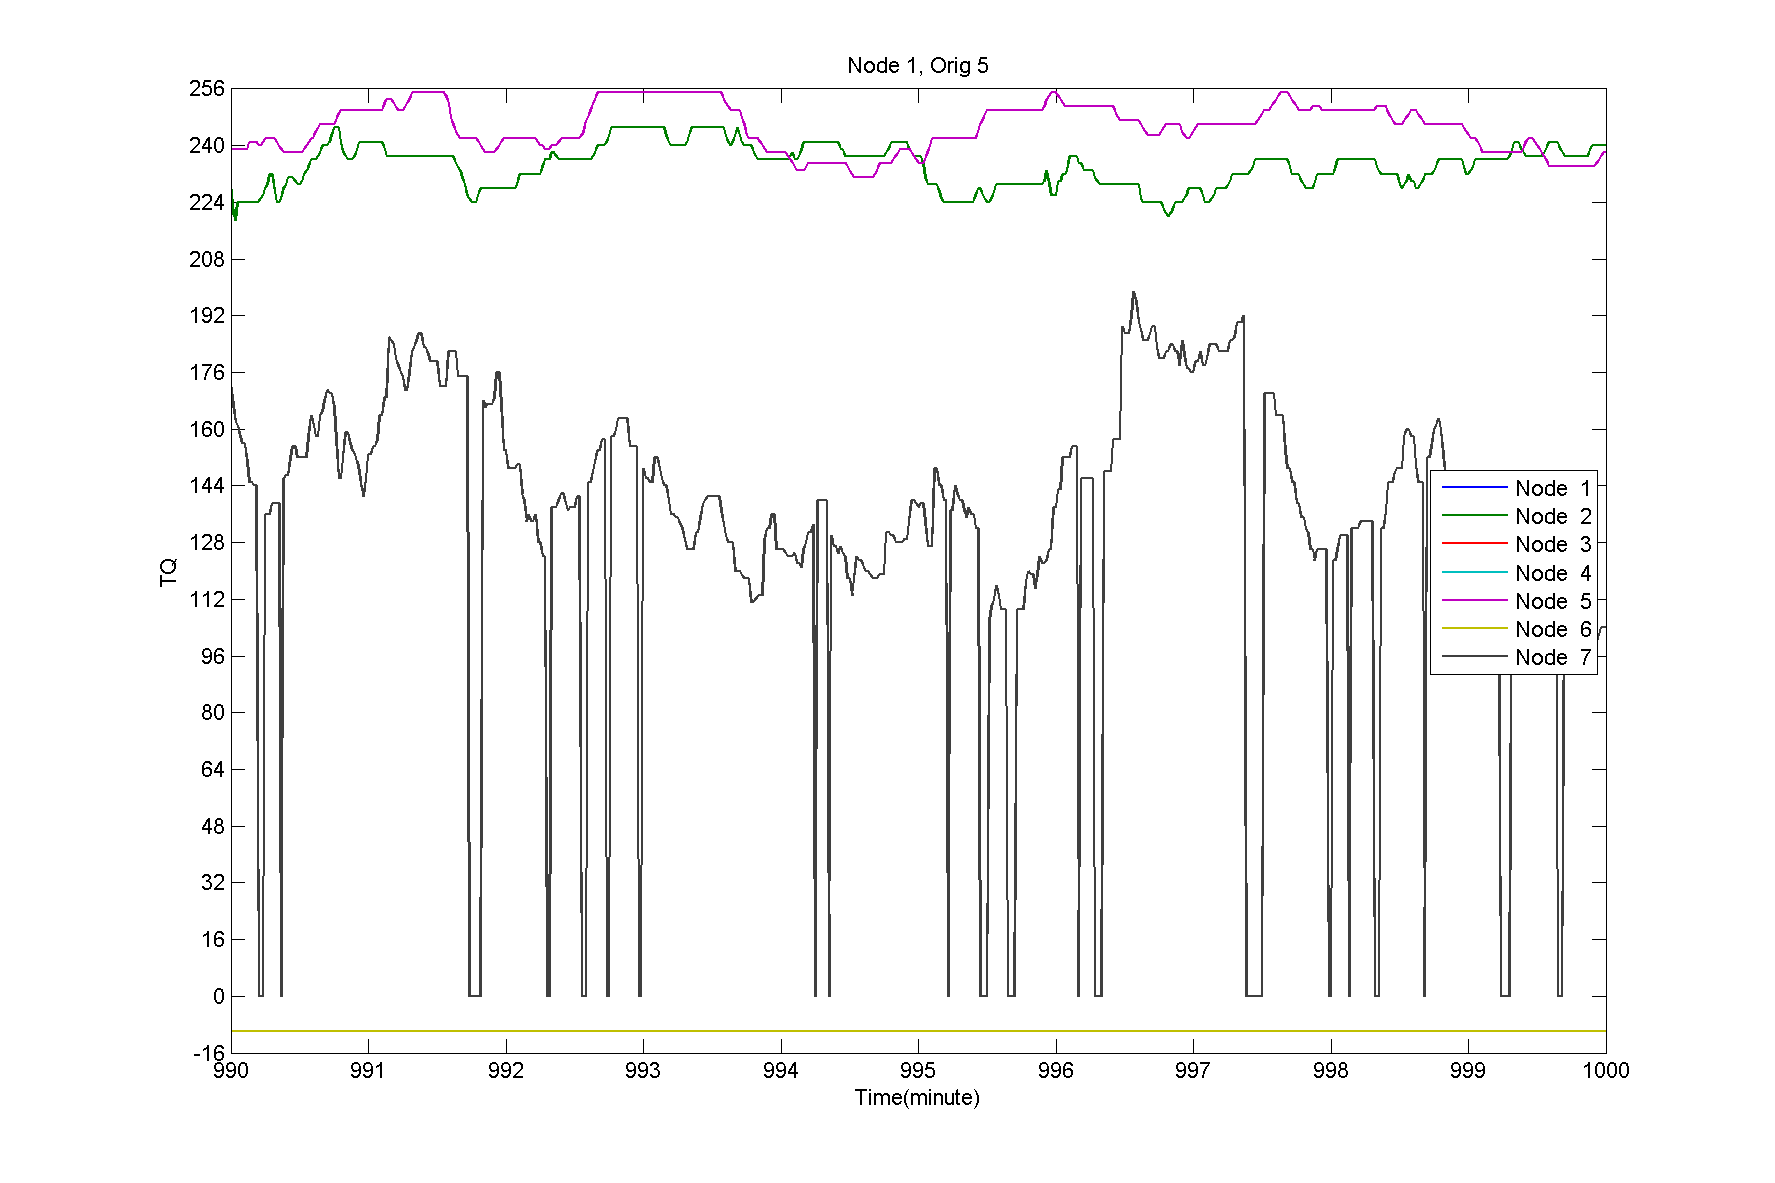 Node 1, Orig 5
256
240
224
208
192
176
160
144
128
112
96
80
64
48
32
16
0
-16
TQ
Node 1
Node 2
Node 3
Node 4
Node 5
Node 6
Node 7
990 991 992 993 994 995 996 997 998 999 1000
Time(minute)